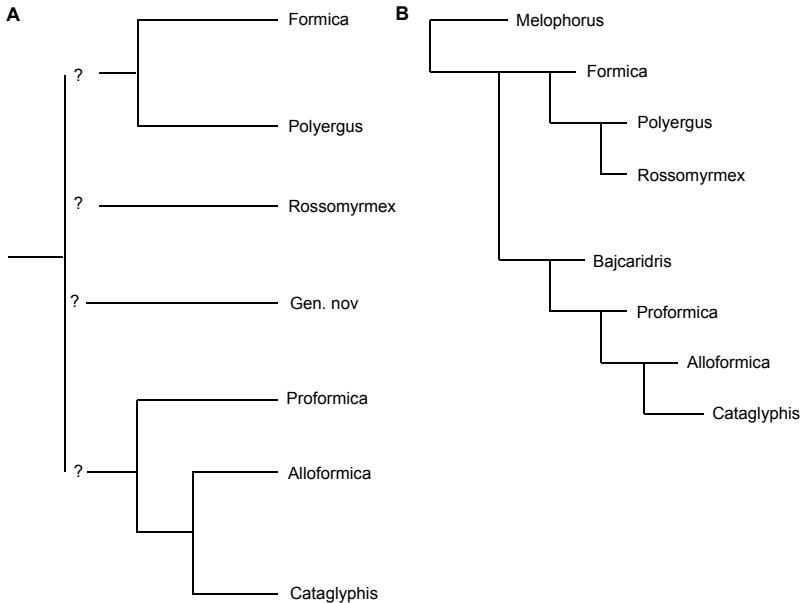 A
Formica
?
Polyergus
?
Rossomyrmex
?
Gen. nov
Proformica
?
Alloformica
Cataglyphis
B
Melophorus
Formica
Polyergus
Rossomyrmex
Bajcaridris
Proformica
Alloformica
Cataglyphis